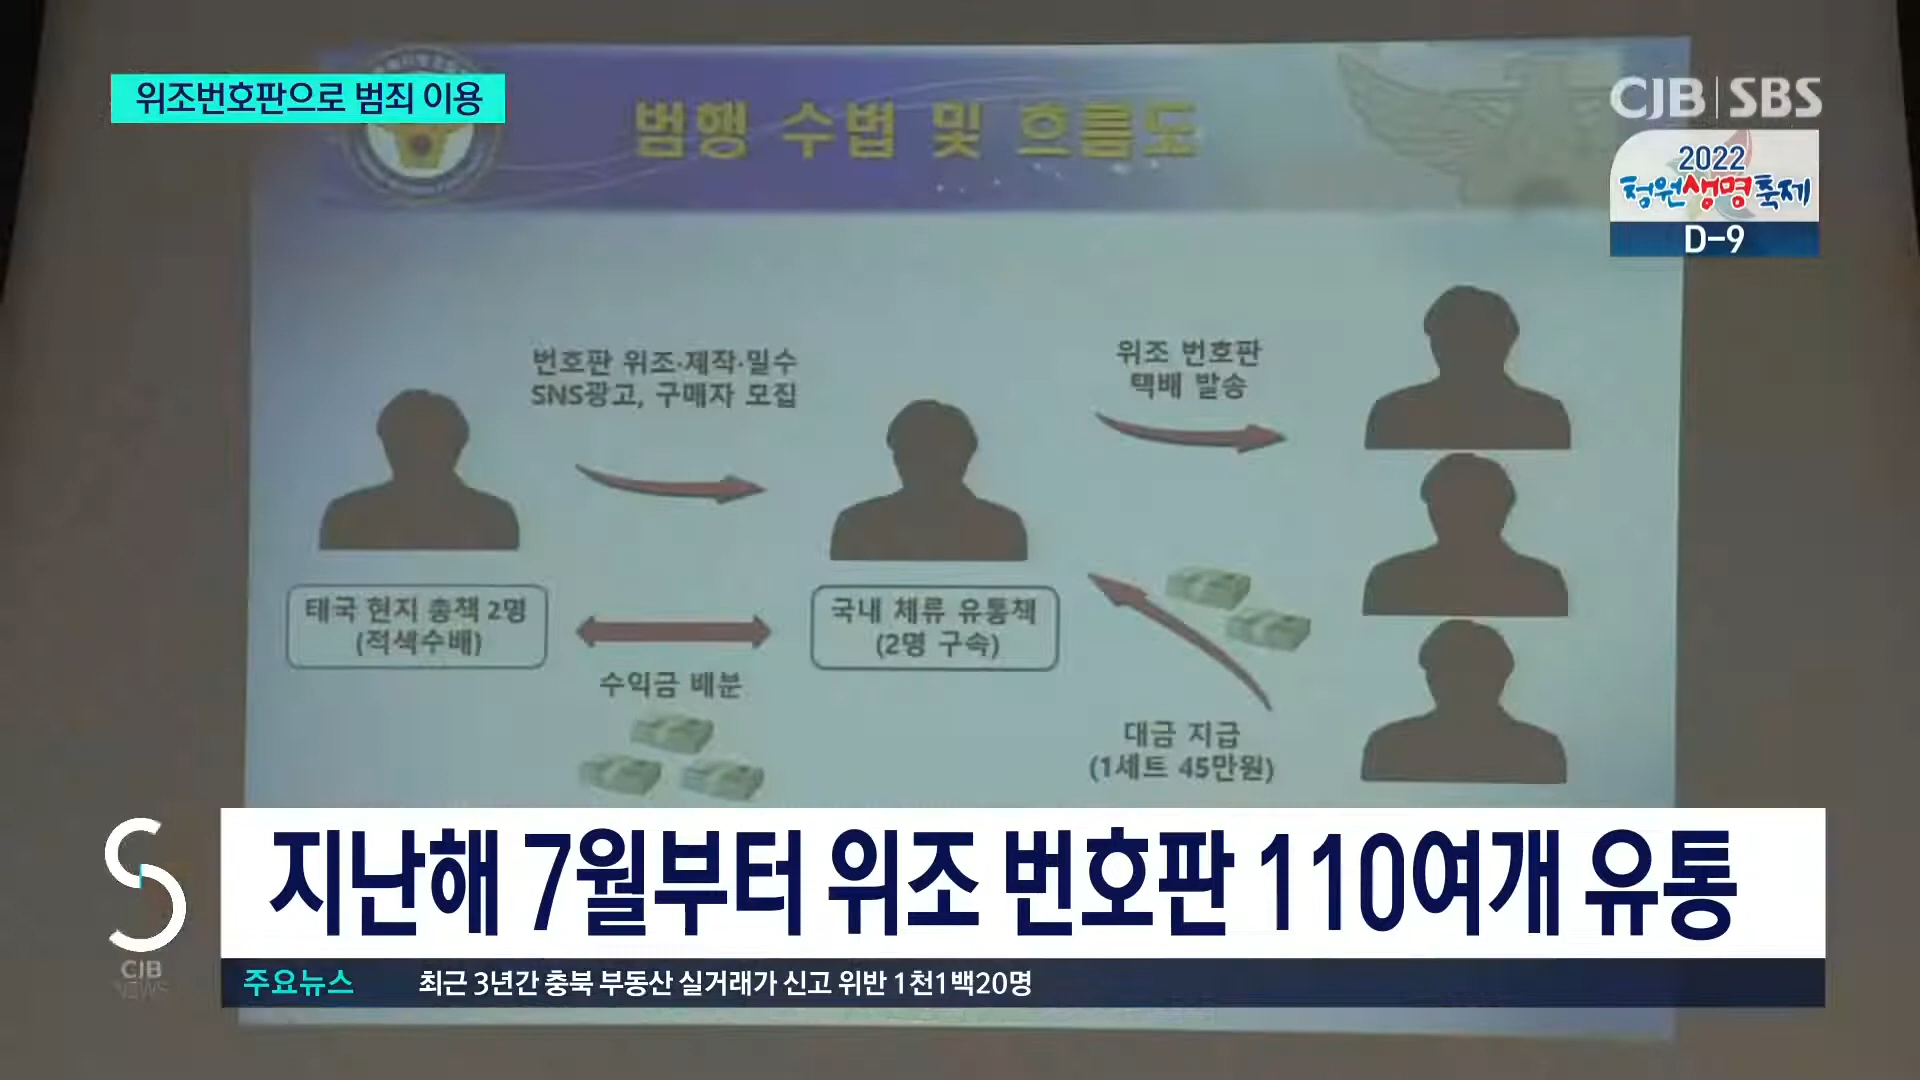 위조번호판으로 범죄 이용
범행 수법 및 흐름도
CJB SBS
2022
청원생명축제
D-9
번호판 위조·제작·밀수
SNS광고, 구매자 모집
위조 번호판
택배 발송
태국 현지 총책 2명
(적색수배)
국내 체류 유통책
(2명 구속)
수익금 배분
대금 지급
(1세트 45만원)
지난해 7월부터 위조 번호판 110여개 유통
CJB
NEWS
주요뉴스 최근 3년간 충북 부동산 실거래가 신고 위반 1천1백20명